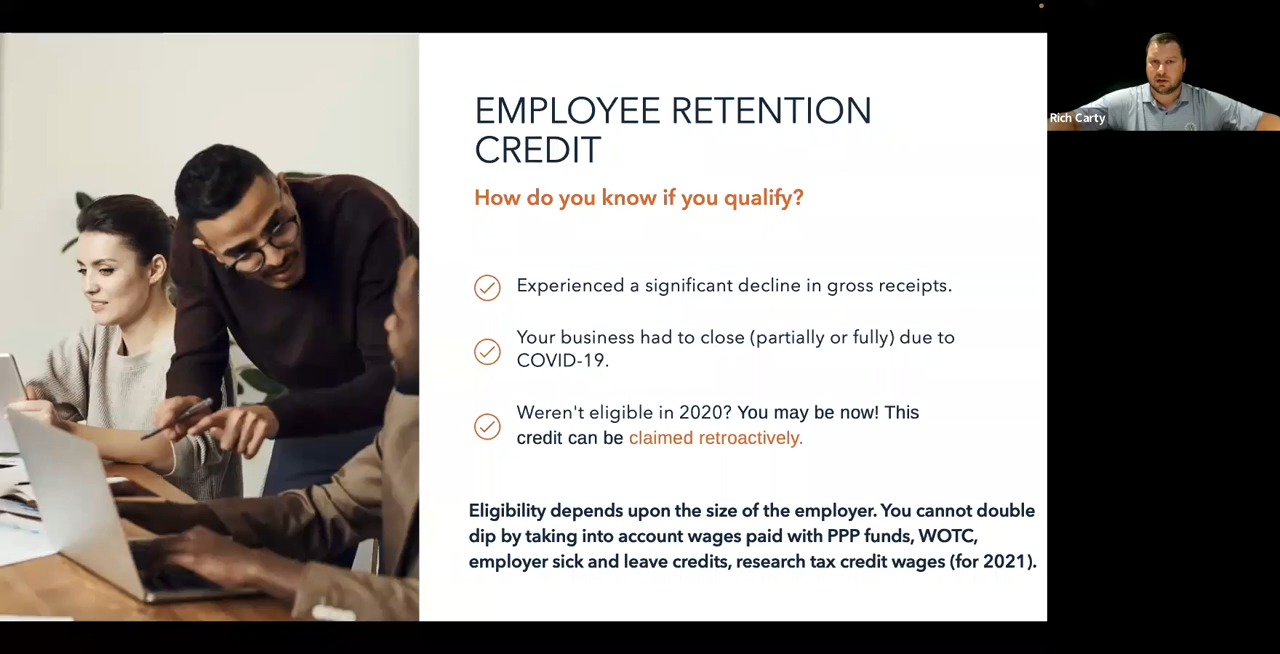 EMPLOYEE RETENTION
CREDIT
How do you know if you qualify?
Experienced a significant decline in gross receipts.
Your business had to close (partially or fully) due to
COVID-19.
Weren't eligible in 2020? You may be now! This
credit can be claimed retroactively.
Eligibility depends upon the size of the employer. You cannot double
dip by taking into account wages paid with PPP funds, WOTC,
employer sick and leave credits, research tax credit wages (for 2021).
Rich Carty